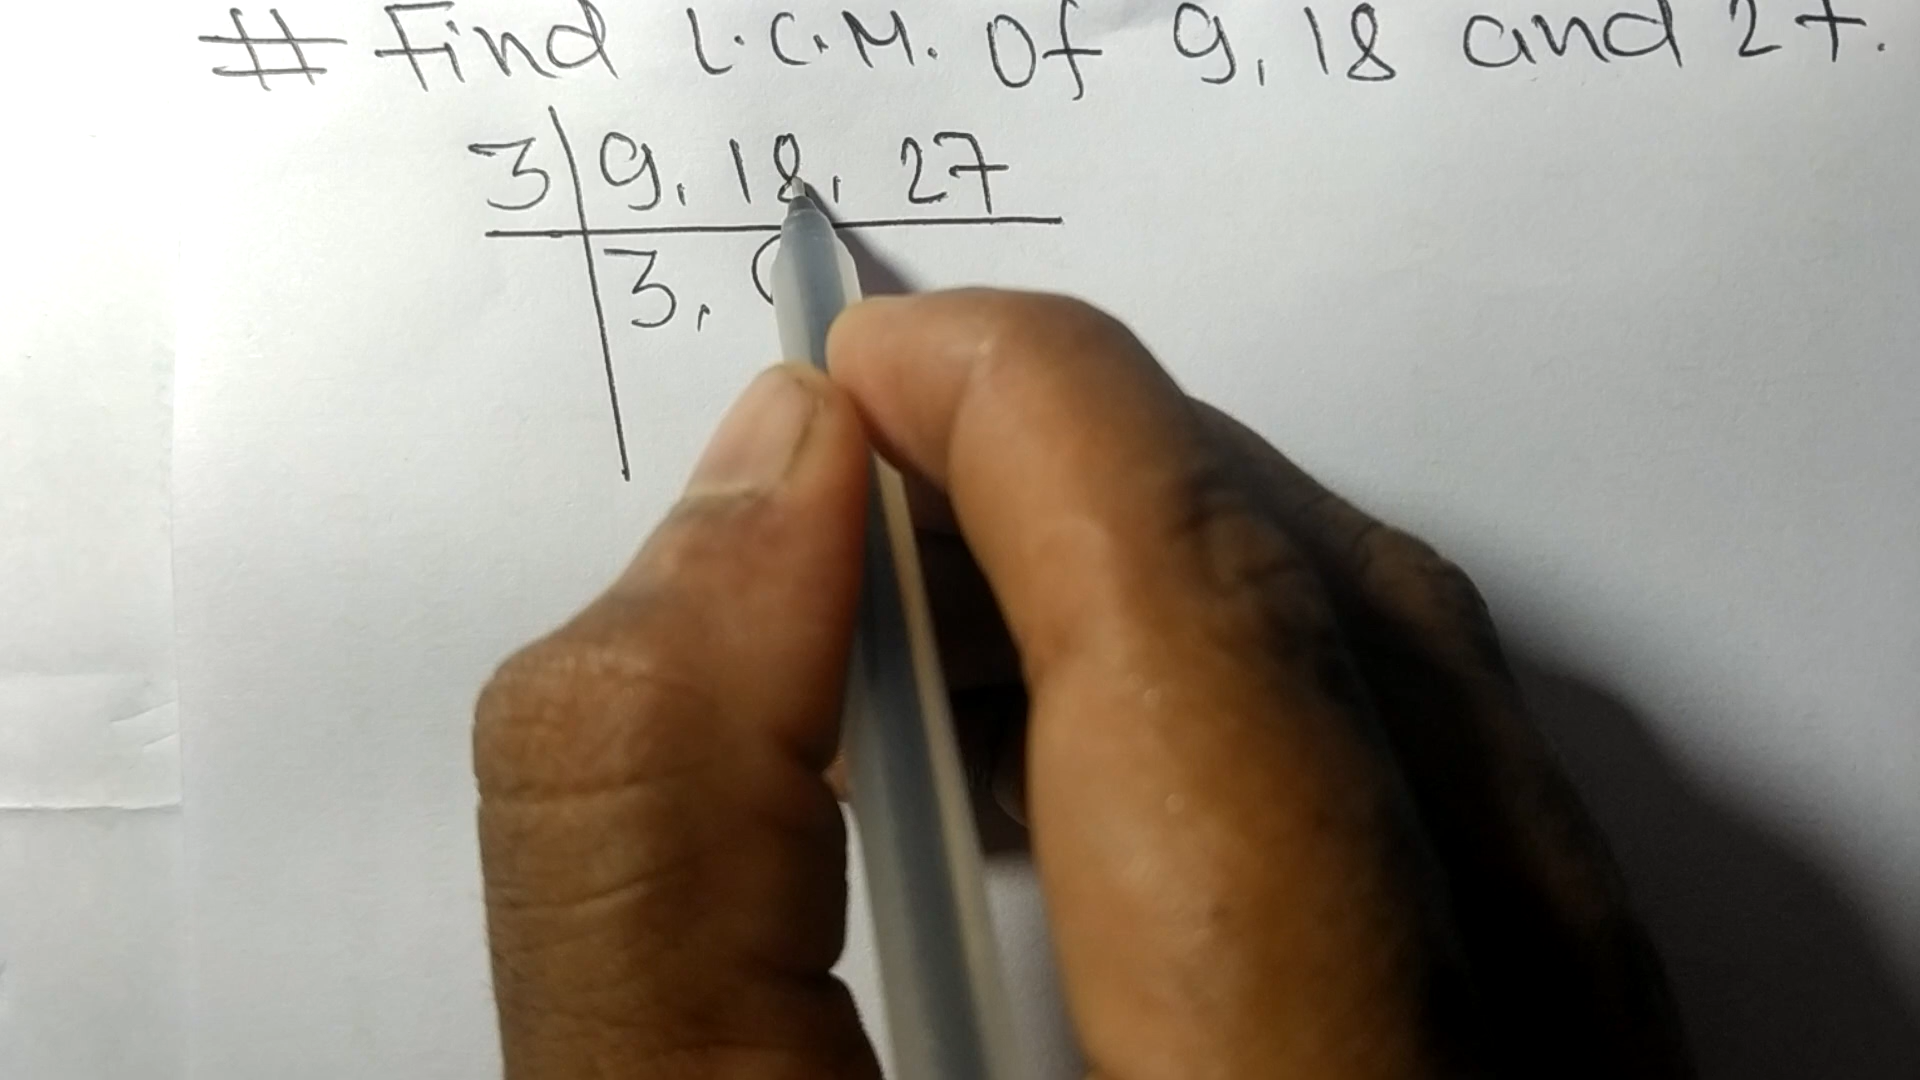 # Find L.C.M. Of 9, 18 and 27.
3 9, 18, 27
3,